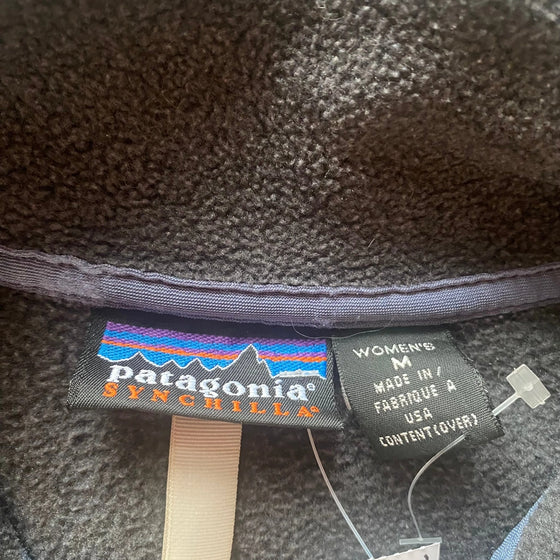 patagonia®
SYNCHILLA®
WOMEN'S
M
MADE IN /
FABRIQUE A
USA
CONTENT(OVER)